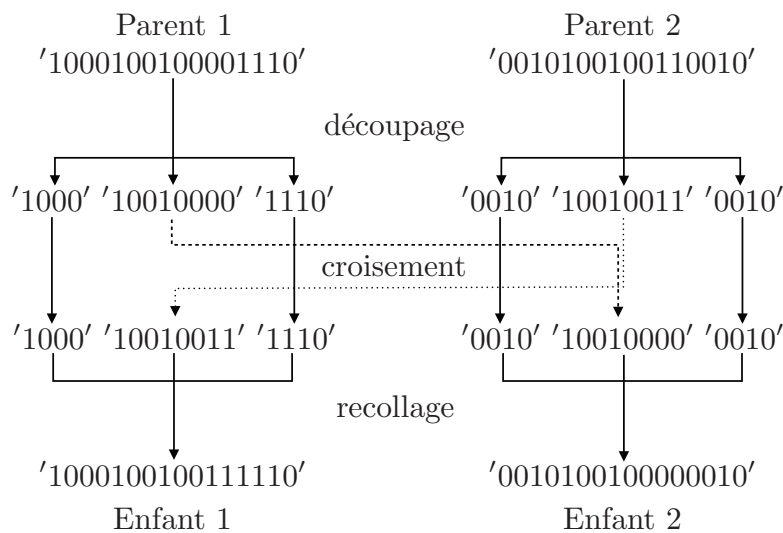 Parent 1 Parent 2
′1000100100001110′ ′0010100100110010′
découpage
′1000′ ′10010000′ ′1110′ ′0010′ ′10010011′ ′0010′
croisement
′1000′ ′10010011′ ′1110′ ′0010′ ′10010000′ ′0010′
recollage
′1000100100111110′ ′0010100100000010′
Enfant 1 Enfant 2